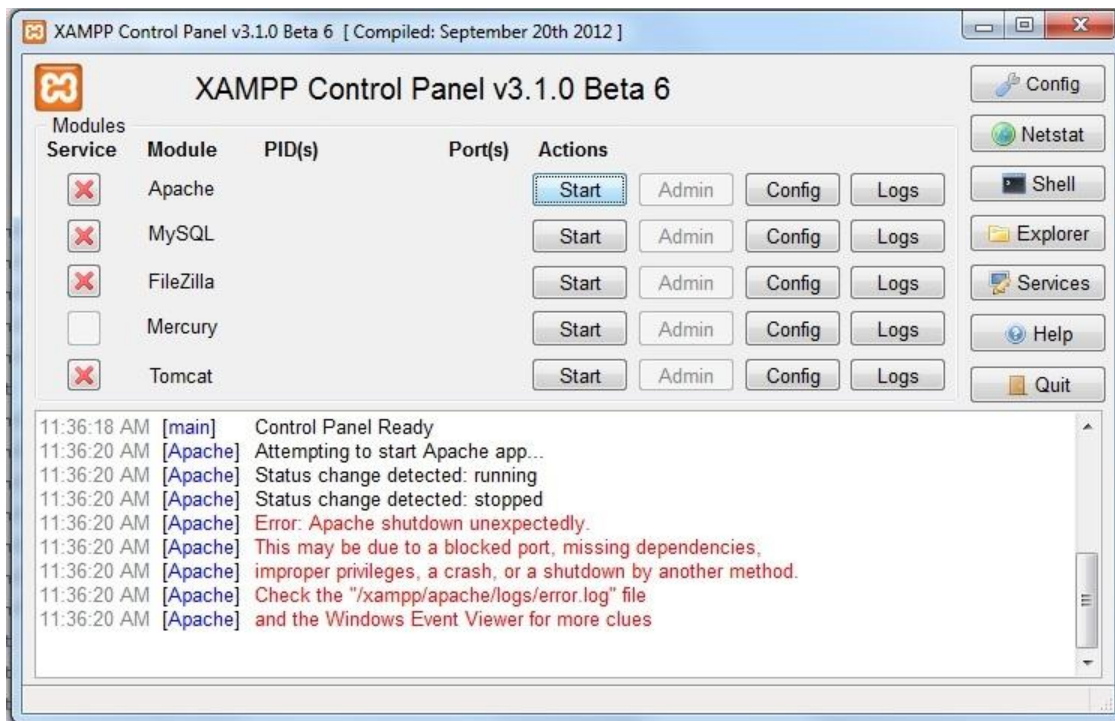 XAMPP Control Panel v3.1.0 Beta 6 [ Compiled: September 20th 2012 ]
XAMPP Control Panel v3.1.0 Beta 6
Config
Modules
Netstat
Service Module PID(s) Port(s) Actions
Apache Start Admin Config Logs
Shell
MySQL Start Admin Config Logs
Explorer
FileZilla Start Admin Config Logs
Services
Mercury Start Admin Config Logs
Help
Tomcat Start Admin Config Logs
Quit
11:36:18 AM [main] Control Panel Ready
11:36:20 AM [Apache] Attempting to start Apache app...
11:36:20 AM [Apache] Status change detected: running
11:36:20 AM [Apache] Status change detected: stopped
11:36:20 AM [Apache] Error: Apache shutdown unexpectedly.
11:36:20 AM [Apache] This may be due to a blocked port, missing dependencies,
11:36:20 AM [Apache] improper privileges, a crash, or a shutdown by another method.
11:36:20 AM [Apache] Check the "/xampp/apache/logs/error.log" file
11:36:20 AM [Apache] and the Windows Event Viewer for more clues